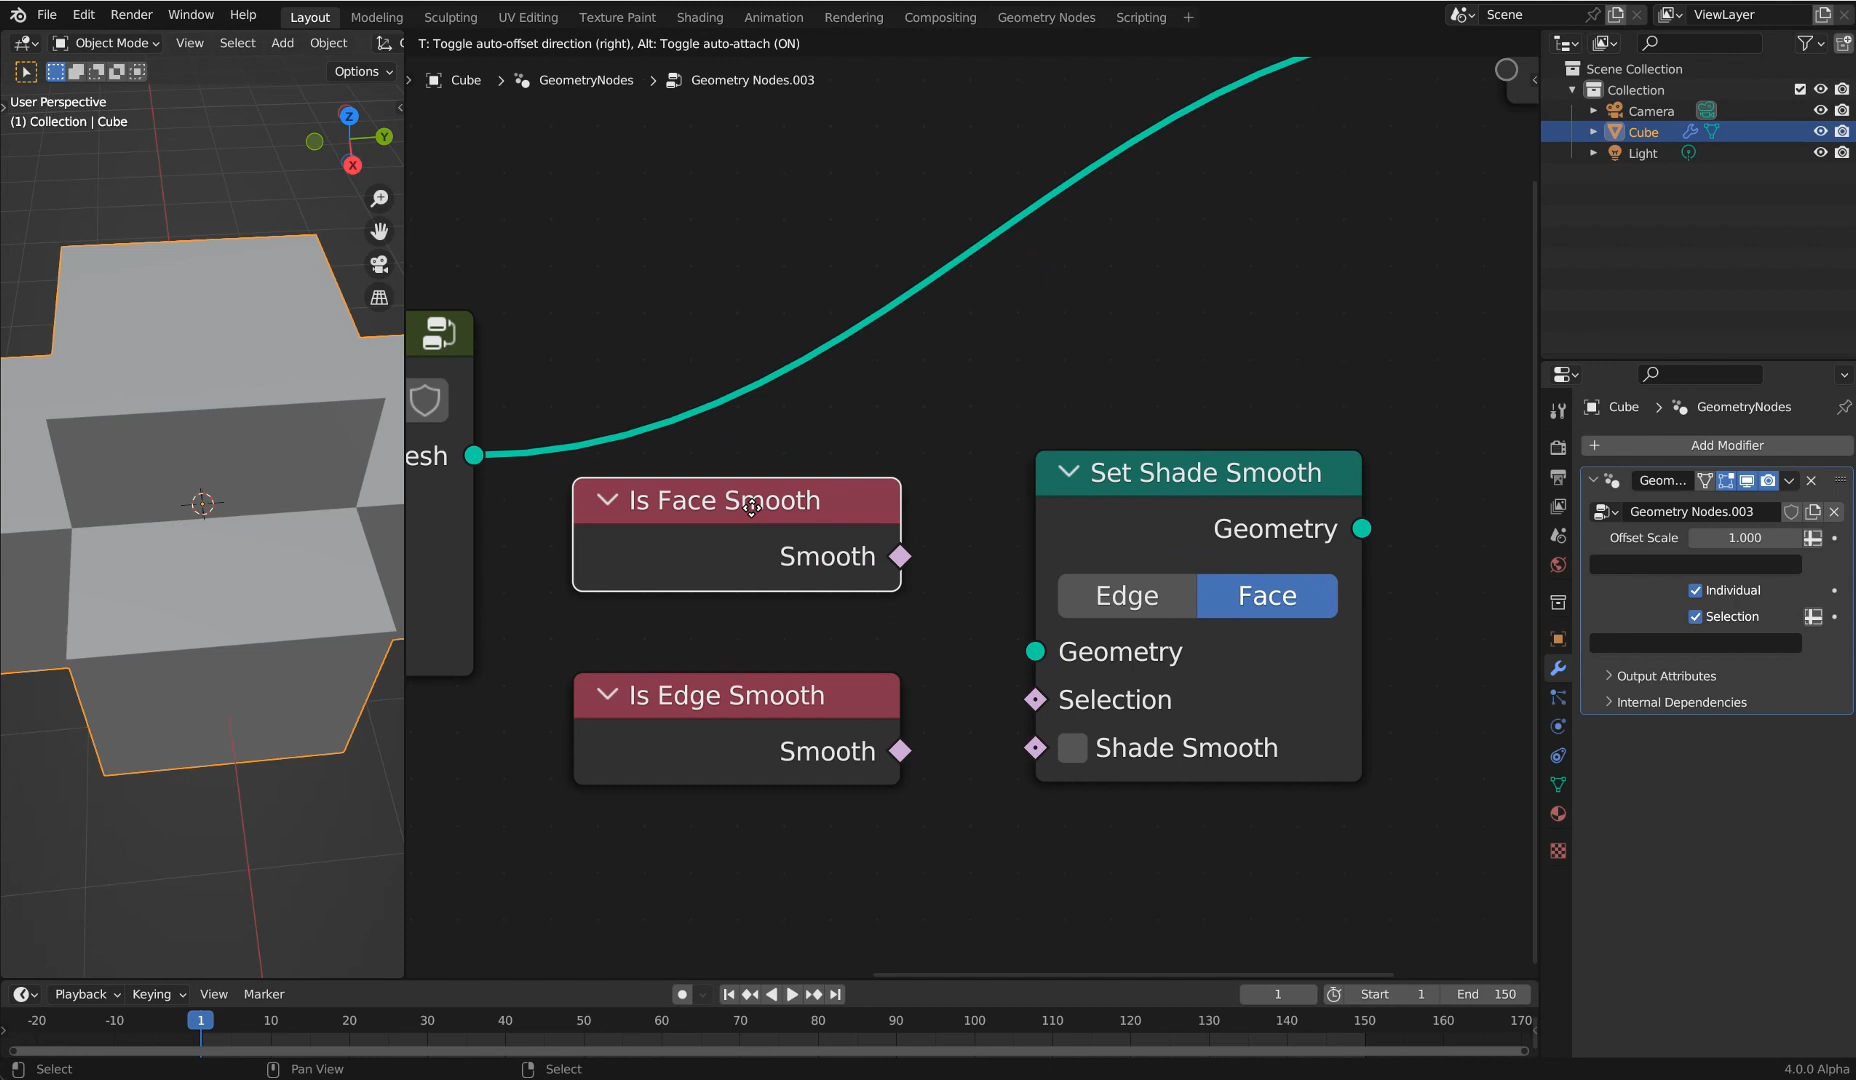 File Edit Render Window Help Layout Modeling Sculpting UV Editing Texture Paint Shading Animation Rendering Compositing Geometry Nodes Scripting + Scene ViewLayer
Object Mode View Select Add Object
T: Toggle auto-offset direction (right), Alt: Toggle auto-attach (ON)
Options
Cube > GeometryNodes > Geometry Nodes.003
User Perspective
(1) Collection | Cube
Z
Y
X
esh
Is Face Smooth
Smooth
Is Edge Smooth
Smooth
Set Shade Smooth
Geometry
Edge Face
Geometry
Selection
Shade Smooth
Scene Collection
Collection
Camera
Cube
Light
Cube > GeometryNodes
+ Add Modifier
Geom...
Geometry Nodes.003
Offset Scale 1.000
Individual
Selection
Output Attributes
Internal Dependencies
Playback Keying View Marker
1 Start 1 End 150
-20 -10 1 10 20 30 40 50 60 70 80 90 100 110 120 130 140 150 160 170
Select Pan View Select 4.0.0 Alpha